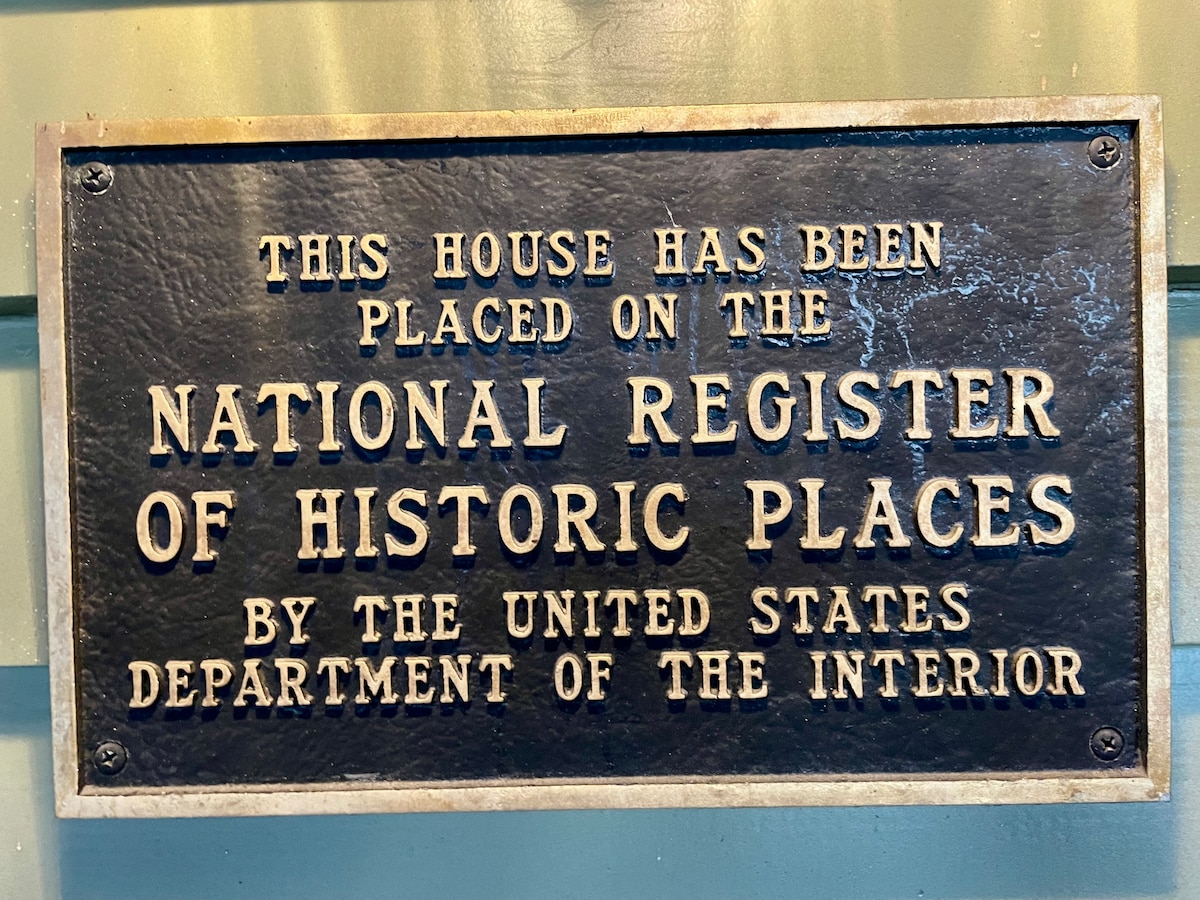 THIS HOUSE HAS BEEN
PLACED ON THE
NATIONAL REGISTER
OF HISTORIC PLACES
BY THE UNITED STATES
DEPARTMENT OF THE INTERIOR